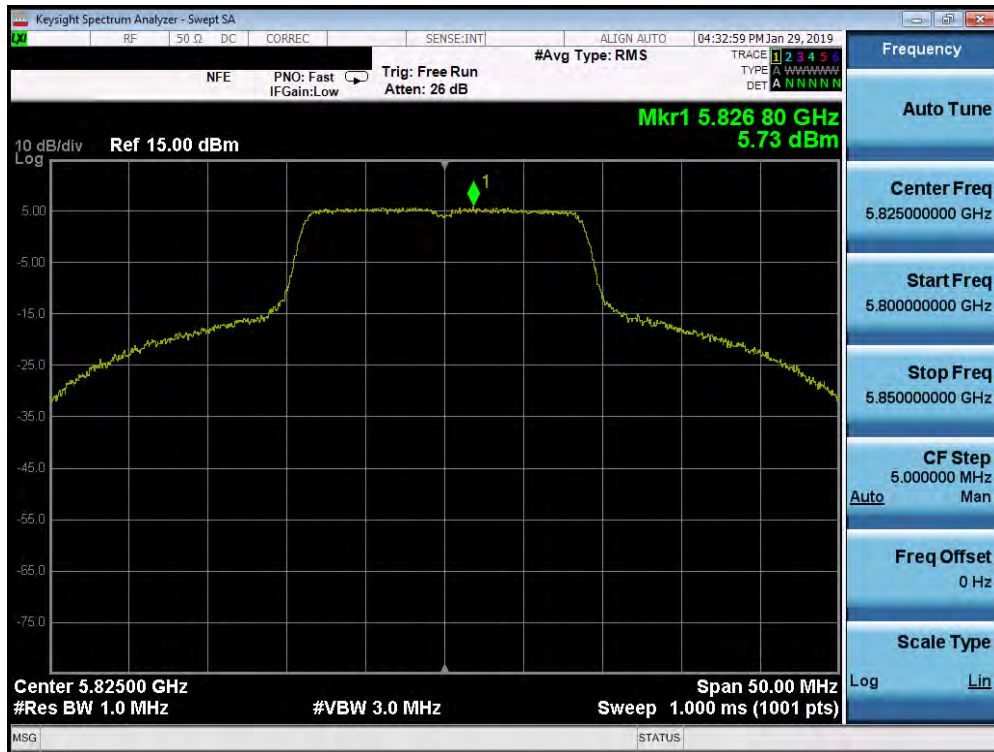 Keysight Spectrum Analyzer - Swept SA
LXI RF 50 Ω DC CORREC SENSE:INT ALIGN AUTO 04:32:59 PM Jan 29, 2019
#Avg Type: RMS TRACE 1 2 3 4 5 6
NFE PNO: Fast Trig: Free Run TYPE A WWWWW
IFGain:Low Atten: 26 dB DET A N N N N N
Mkr1 5.826 80 GHz
5.73 dBm
10 dB/div Ref 15.00 dBm
Log
1
5.00
-5.00
-15.0
-25.0
-35.0
-45.0
-55.0
-65.0
-75.0
Center 5.82500 GHz Span 50.00 MHz
#Res BW 1.0 MHz #VBW 3.0 MHz Sweep 1.000 ms (1001 pts)
MSG STATUS
Frequency
Auto Tune
Center Freq
5.825000000 GHz
Start Freq
5.800000000 GHz
Stop Freq
5.850000000 GHz
CF Step
5.000000 MHz
Auto Man
Freq Offset
0 Hz
Scale Type
Log Lin